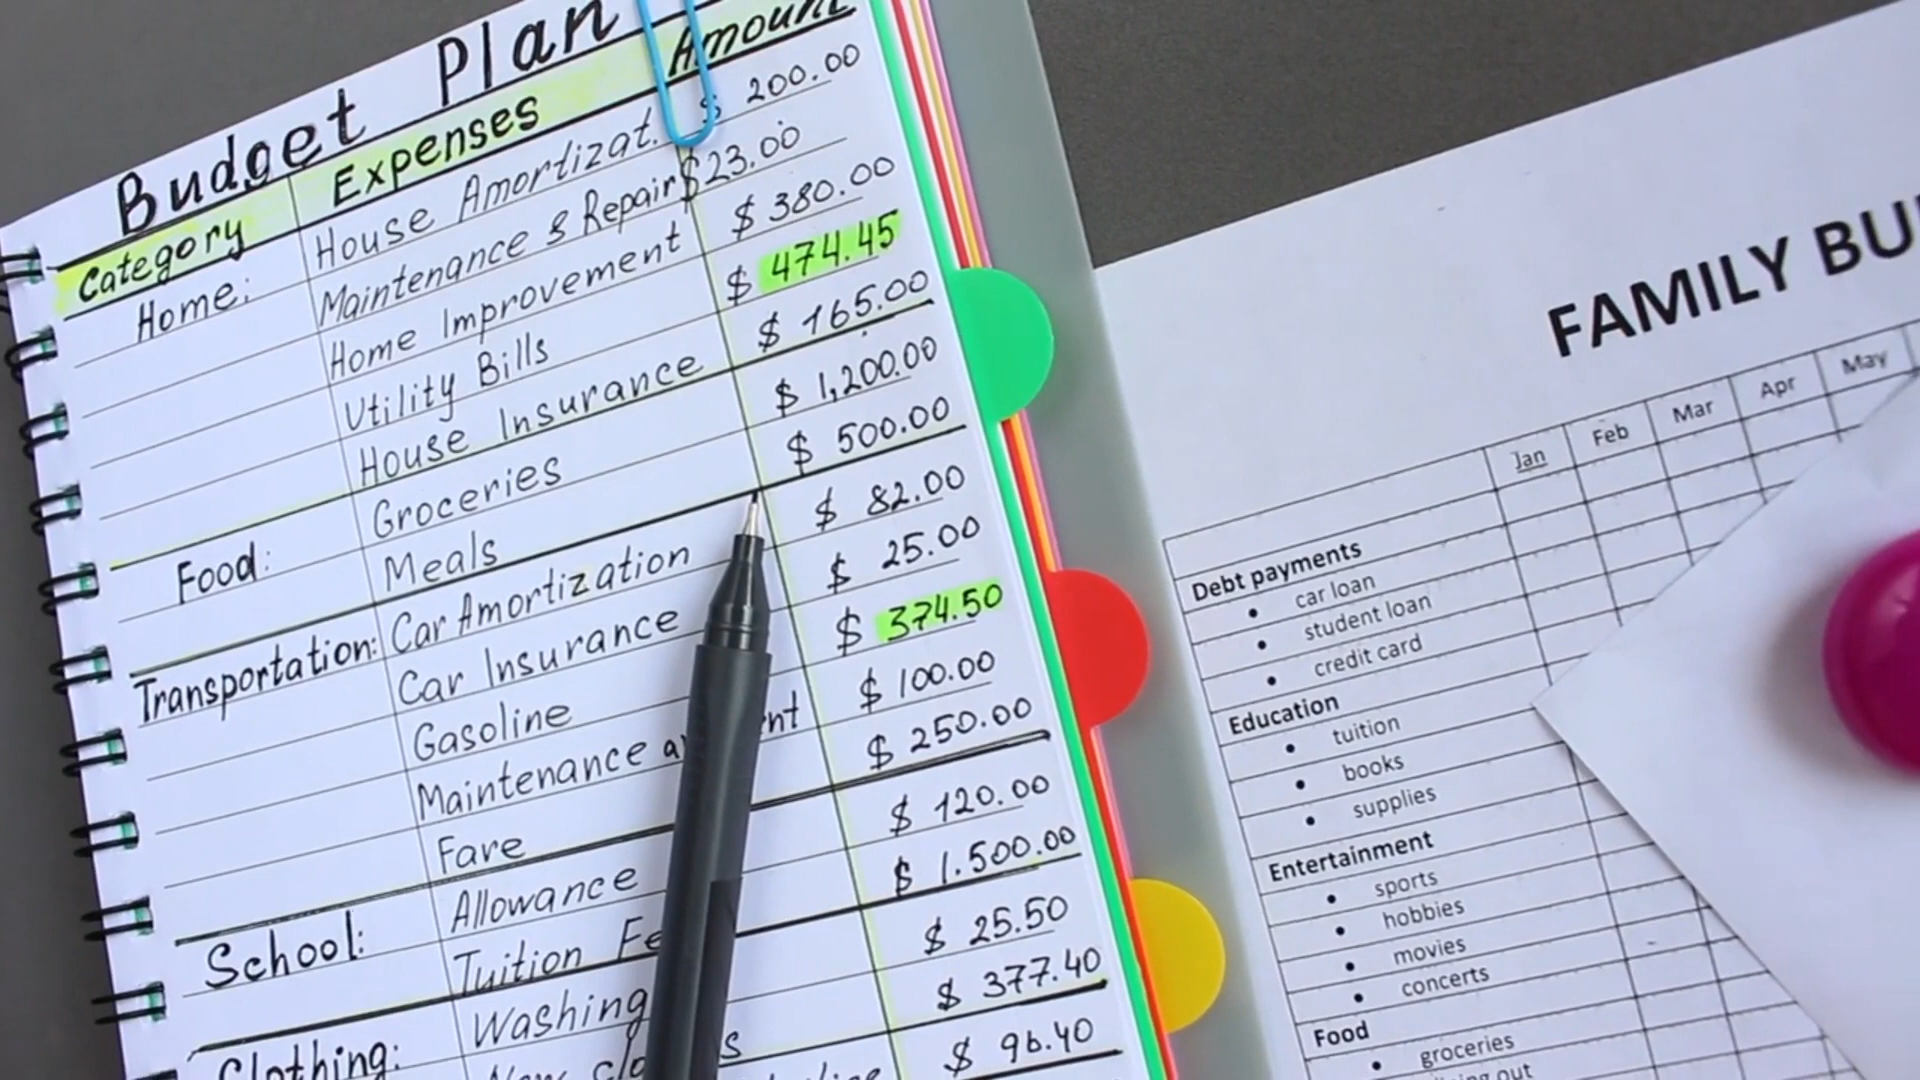 Budget Plan
Category Expenses Amount
Home: House Amortizat. $ 200.00
Maintenance & Repair $23.00
Home Improvement $ 380.00
Utility Bills $ 474.45
House Insurance $ 165.00
Food: Groceries $ 1,200.00
Meals $ 500.00
Transportation: Car Amortization $ 82.00
Car Insurance $ 25.00
Gasoline $ 374.50
Maintenance $ 100.00
Fare $ 250.00
School: Allowance $ 120.00
Tuition $ 1.500.00
Clothing: Washing $ 25.50
$ 377.40
$ 96.40
FAMILY
Jan Feb Mar Apr May
Debt payments
• car loan
• student loan
• credit card
Education
• tuition
• books
• supplies
Entertainment
• sports
• hobbies
• movies
• concerts
Food
• groceries
out